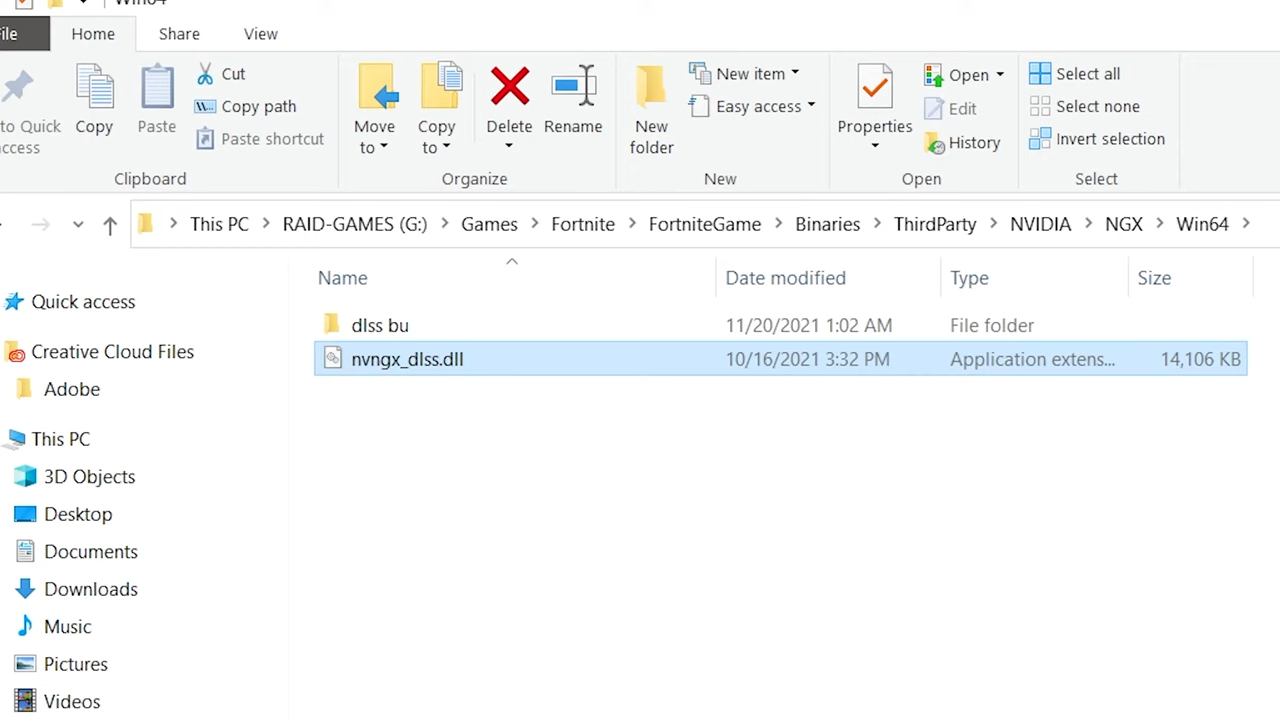 Win64
File Home Share View
to Quick access
Copy
Paste
Cut
Copy path
Paste shortcut
Clipboard
Move to
Copy to
Delete
Rename
Organize
New folder
New item
Easy access
New
Properties
Open
Edit
History
Open
Select all
Select none
Invert selection
Select
This PC > RAID-GAMES (G:) > Games > Fortnite > FortniteGame > Binaries > ThirdParty > NVIDIA > NGX > Win64 >
Name Date modified Type Size
dlss bu 11/20/2021 1:02 AM File folder
nvngx_dlss.dll 10/16/2021 3:32 PM Application extens... 14,106 KB
Quick access
Creative Cloud Files
Adobe
This PC
3D Objects
Desktop
Documents
Downloads
Music
Pictures
Videos